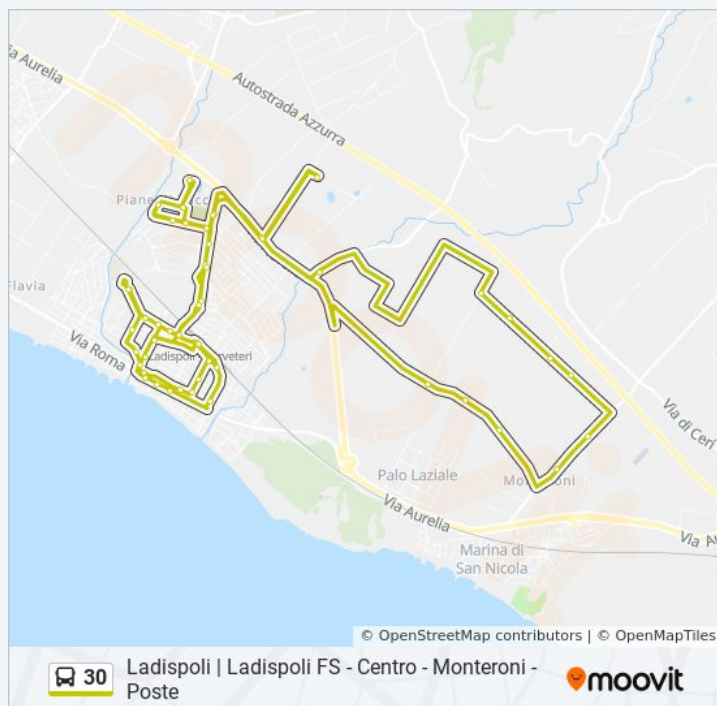 Via Aurelia
Autostrada Azzurra
Flavia
Via Roma
Ladispoli
Via di Ceri
Palo Laziale
Via Aurelia
Marina di
San Nicola
© OpenStreetMap contributors | © OpenMapTiles
30
Ladispoli | Ladispoli FS - Centro - Monteroni -
Poste
moovit